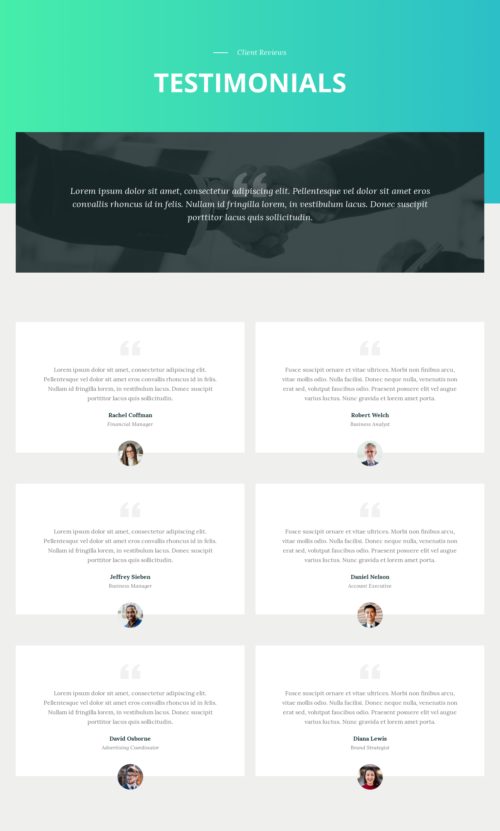 Client Reviews
TESTIMONIALS
Lorem ipsum dolor sit amet, consectetur adipiscing elit. Pellentesque vel dolor sit amet eros
convallis rhoncus id in felis. Nullam id fringilla lorem, in vestibulum lacus. Donec suscipit
porttitor lacus quis sollicitudin.
Lorem ipsum dolor sit amet, consectetur adipiscing elit.
Pellentesque vel dolor sit amet eros convallis rhoncus id in felis.
Nullam id fringilla lorem, in vestibulum lacus. Donec suscipit
porttitor lacus quis sollicitudin.
Rachel Coffman
Financial Manager
Fusce suscipit ornare et vitae ultrices. Morbi non finibus arcu,
vitae mollis odio. Nulla facilisi. Donec neque nulla, venenatis non
erat sed, volutpat faucibus odio. Praesent posuere elit vel augue
varius luctus. Nunc gravida et lorem amet porta.
Robert Welch
Business Analyst
Lorem ipsum dolor sit amet, consectetur adipiscing elit.
Pellentesque vel dolor sit amet eros convallis rhoncus id in felis.
Nullam id fringilla lorem, in vestibulum lacus. Donec suscipit
porttitor lacus quis sollicitudin.
Jeffrey Sieben
Business Manager
Fusce suscipit ornare et vitae ultrices. Morbi non finibus arcu,
vitae mollis odio. Nulla facilisi. Donec neque nulla, venenatis non
erat sed, volutpat faucibus odio. Praesent posuere elit vel augue
varius luctus. Nunc gravida et lorem amet porta.
Daniel Nelson
Account Executive
Lorem ipsum dolor sit amet, consectetur adipiscing elit.
Pellentesque vel dolor sit amet eros convallis rhoncus id in felis.
Nullam id fringilla lorem, in vestibulum lacus. Donec suscipit
porttitor lacus quis sollicitudin.
David Osborne
Advertising Coordinator
Fusce suscipit ornare et vitae ultrices. Morbi non finibus arcu,
vitae mollis odio. Nulla facilisi. Donec neque nulla, venenatis non
erat sed, volutpat faucibus odio. Praesent posuere elit vel augue
varius luctus. Nunc gravida et lorem amet porta.
Diana Lewis
Brand Strategist